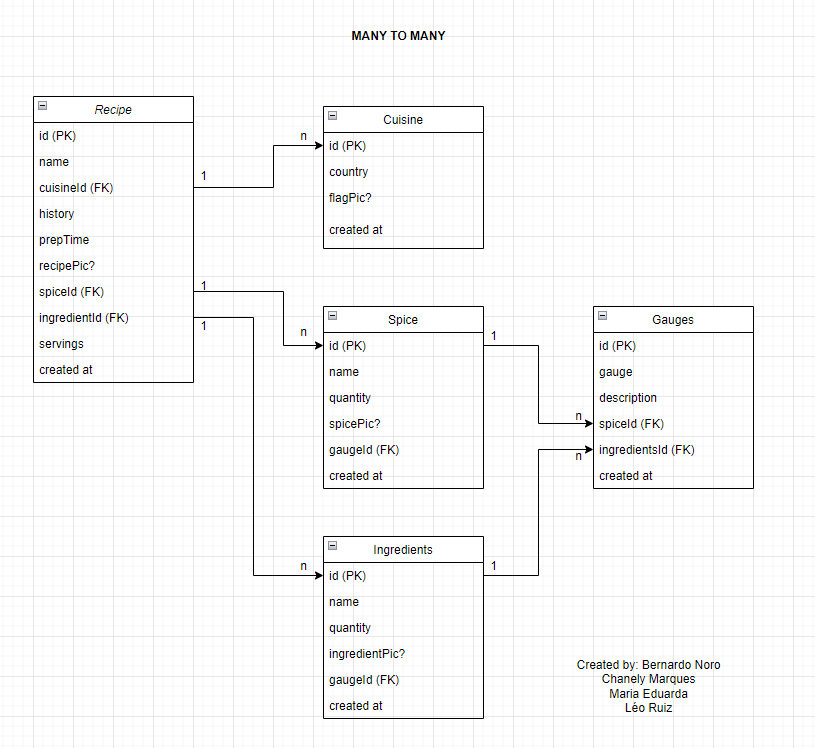 MANY TO MANY
Recipe
id (PK)
name
cuisineId (FK)
history
prepTime
recipePic?
spiceId (FK)
ingredientId (FK)
servings
created at
1
1
1
n
n
n
Cuisine
id (PK)
country
flagPic?
created at
Spice
id (PK)
name
quantity
spicePic?
gaugeId (FK)
created at
1
n
Gauges
id (PK)
gauge
description
spiceId (FK)
ingredientsId (FK)
created at
Ingredients
id (PK)
name
quantity
ingredientPic?
gaugeId (FK)
created at
1
n
Created by: Bernardo Noro
Chanely Marques
Maria Eduarda
Léo Ruiz